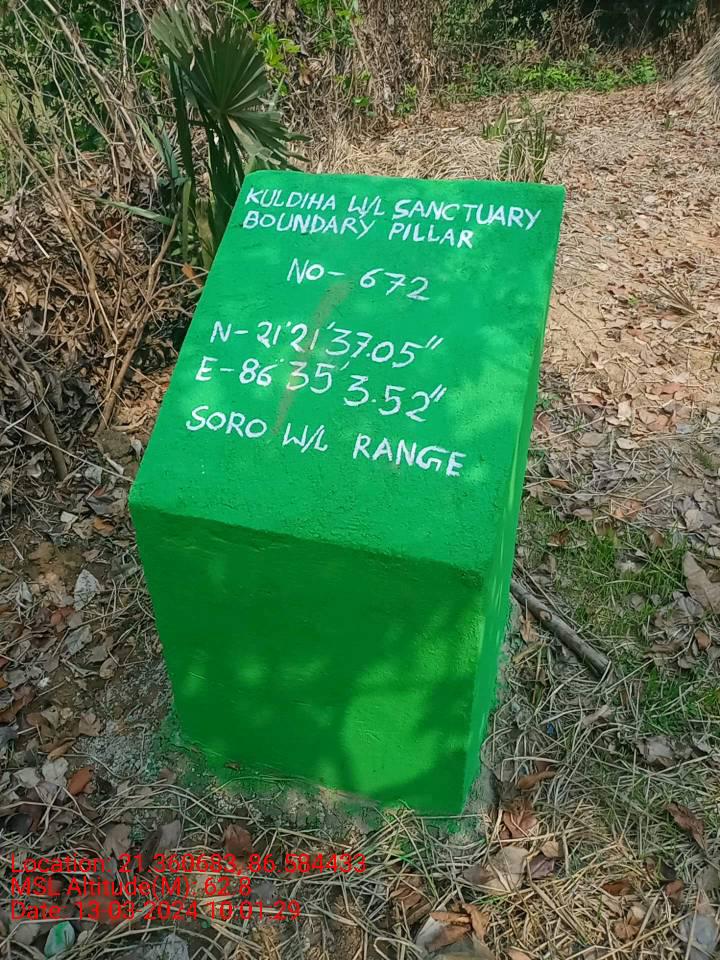 KULDIHA W/L SANCTUARY
BOUNDARY PILLAR
NO- 672
N-21°21'37.05"
E-86°35'3.52"
SORO W/L RANGE
Location: 21.360683,86.584433
MSL Altitude(M): 62.8
Date: 13-03-2024 10:01:29